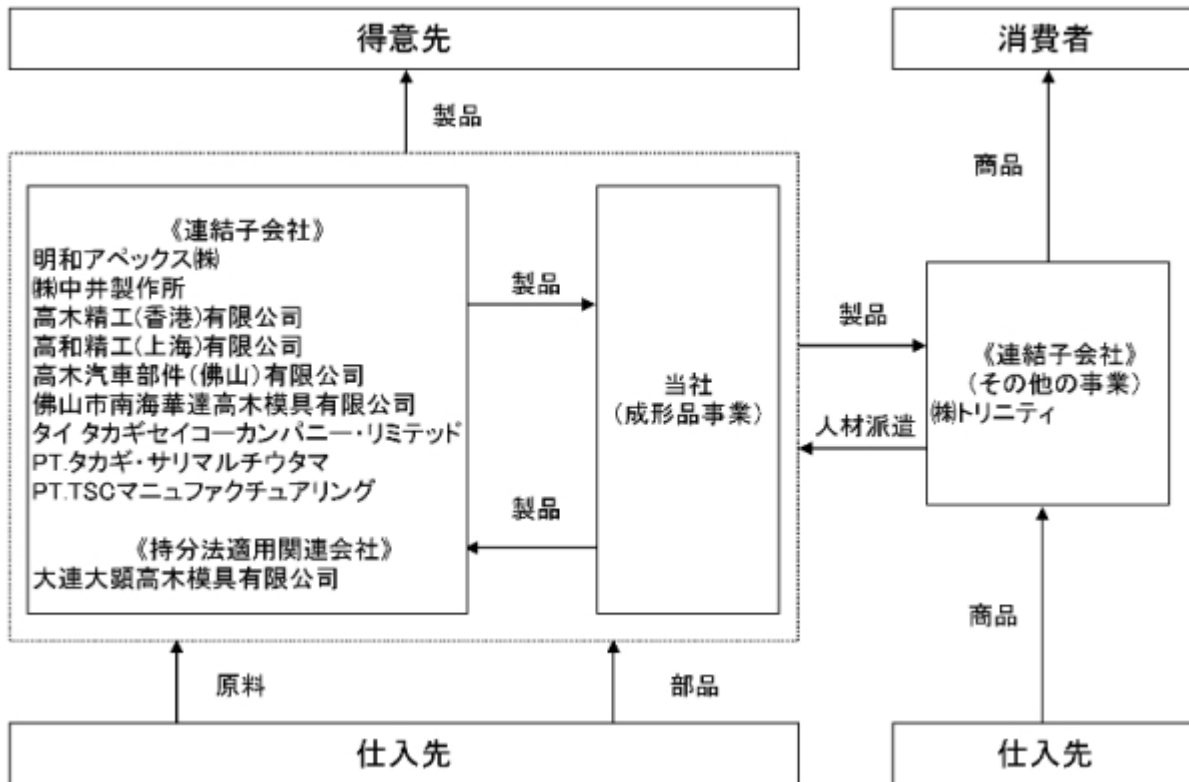 得意先
消費者
製品
商品
《連結子会社》
明和アペックス㈱
㈱中井製作所
高木精工(香港)有限公司
高和精工(上海)有限公司
高木汽車部件(佛山)有限公司
佛山市南海華達高木模具有限公司
タイ タカギセイコーカンパニー・リミテッド
PT.タカギ・サリマルチウタマ
PT.TSCマニュファクチュアリング
《持分法適用関連会社》
大連大顕高木模具有限公司
製品
製品
当社
(成形品事業)
製品
人材派遣
《連結子会社》
(その他の事業)
㈱トリニティ
商品
原料
部品
仕入先
仕入先